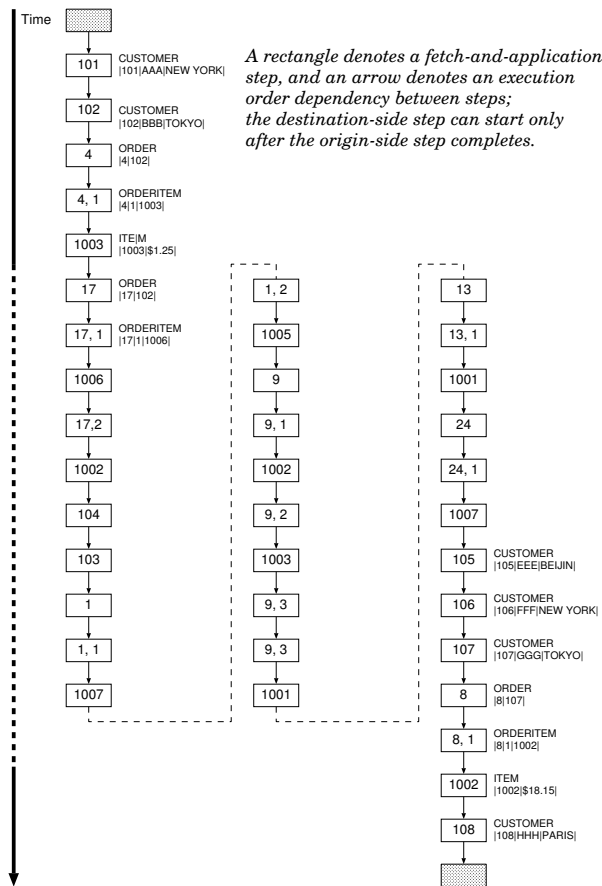 Time
A rectangle denotes a fetch-and-application
step, and an arrow denotes an execution
order dependency between steps;
the destination-side step can start only
after the origin-side step completes.
101
CUSTOMER
|101|AAA|NEW YORK|
102
CUSTOMER
|102|BBB|TOKYO|
4
ORDER
|4|102|
4, 1
ORDERITEM
|4|1|1003|
1003
ITE|M
|1003|$1.25|
17
ORDER
|17|102|
17, 1
ORDERITEM
|17|1|1006|
1006
17,2
1002
104
103
1
1, 1
1007
1, 2
1005
9
9, 1
1002
9, 2
1003
9, 3
9, 3
1001
13
13, 1
1001
24
24, 1
1007
105
CUSTOMER
|105|EEE|BEIJIN|
106
CUSTOMER
|106|FFF|NEW YORK|
107
CUSTOMER
|107|GGG|TOKYO|
8
ORDER
|8|107|
8, 1
ORDERITEM
|8|1|1002|
1002
ITEM
|1002|$18.15|
108
CUSTOMER
|108|HHH|PARIS|